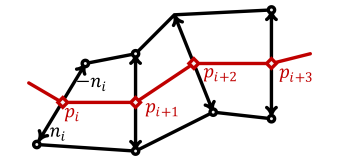 −n_i
p_i
n_i
p_{i+1}
p_{i+2}
p_{i+3}